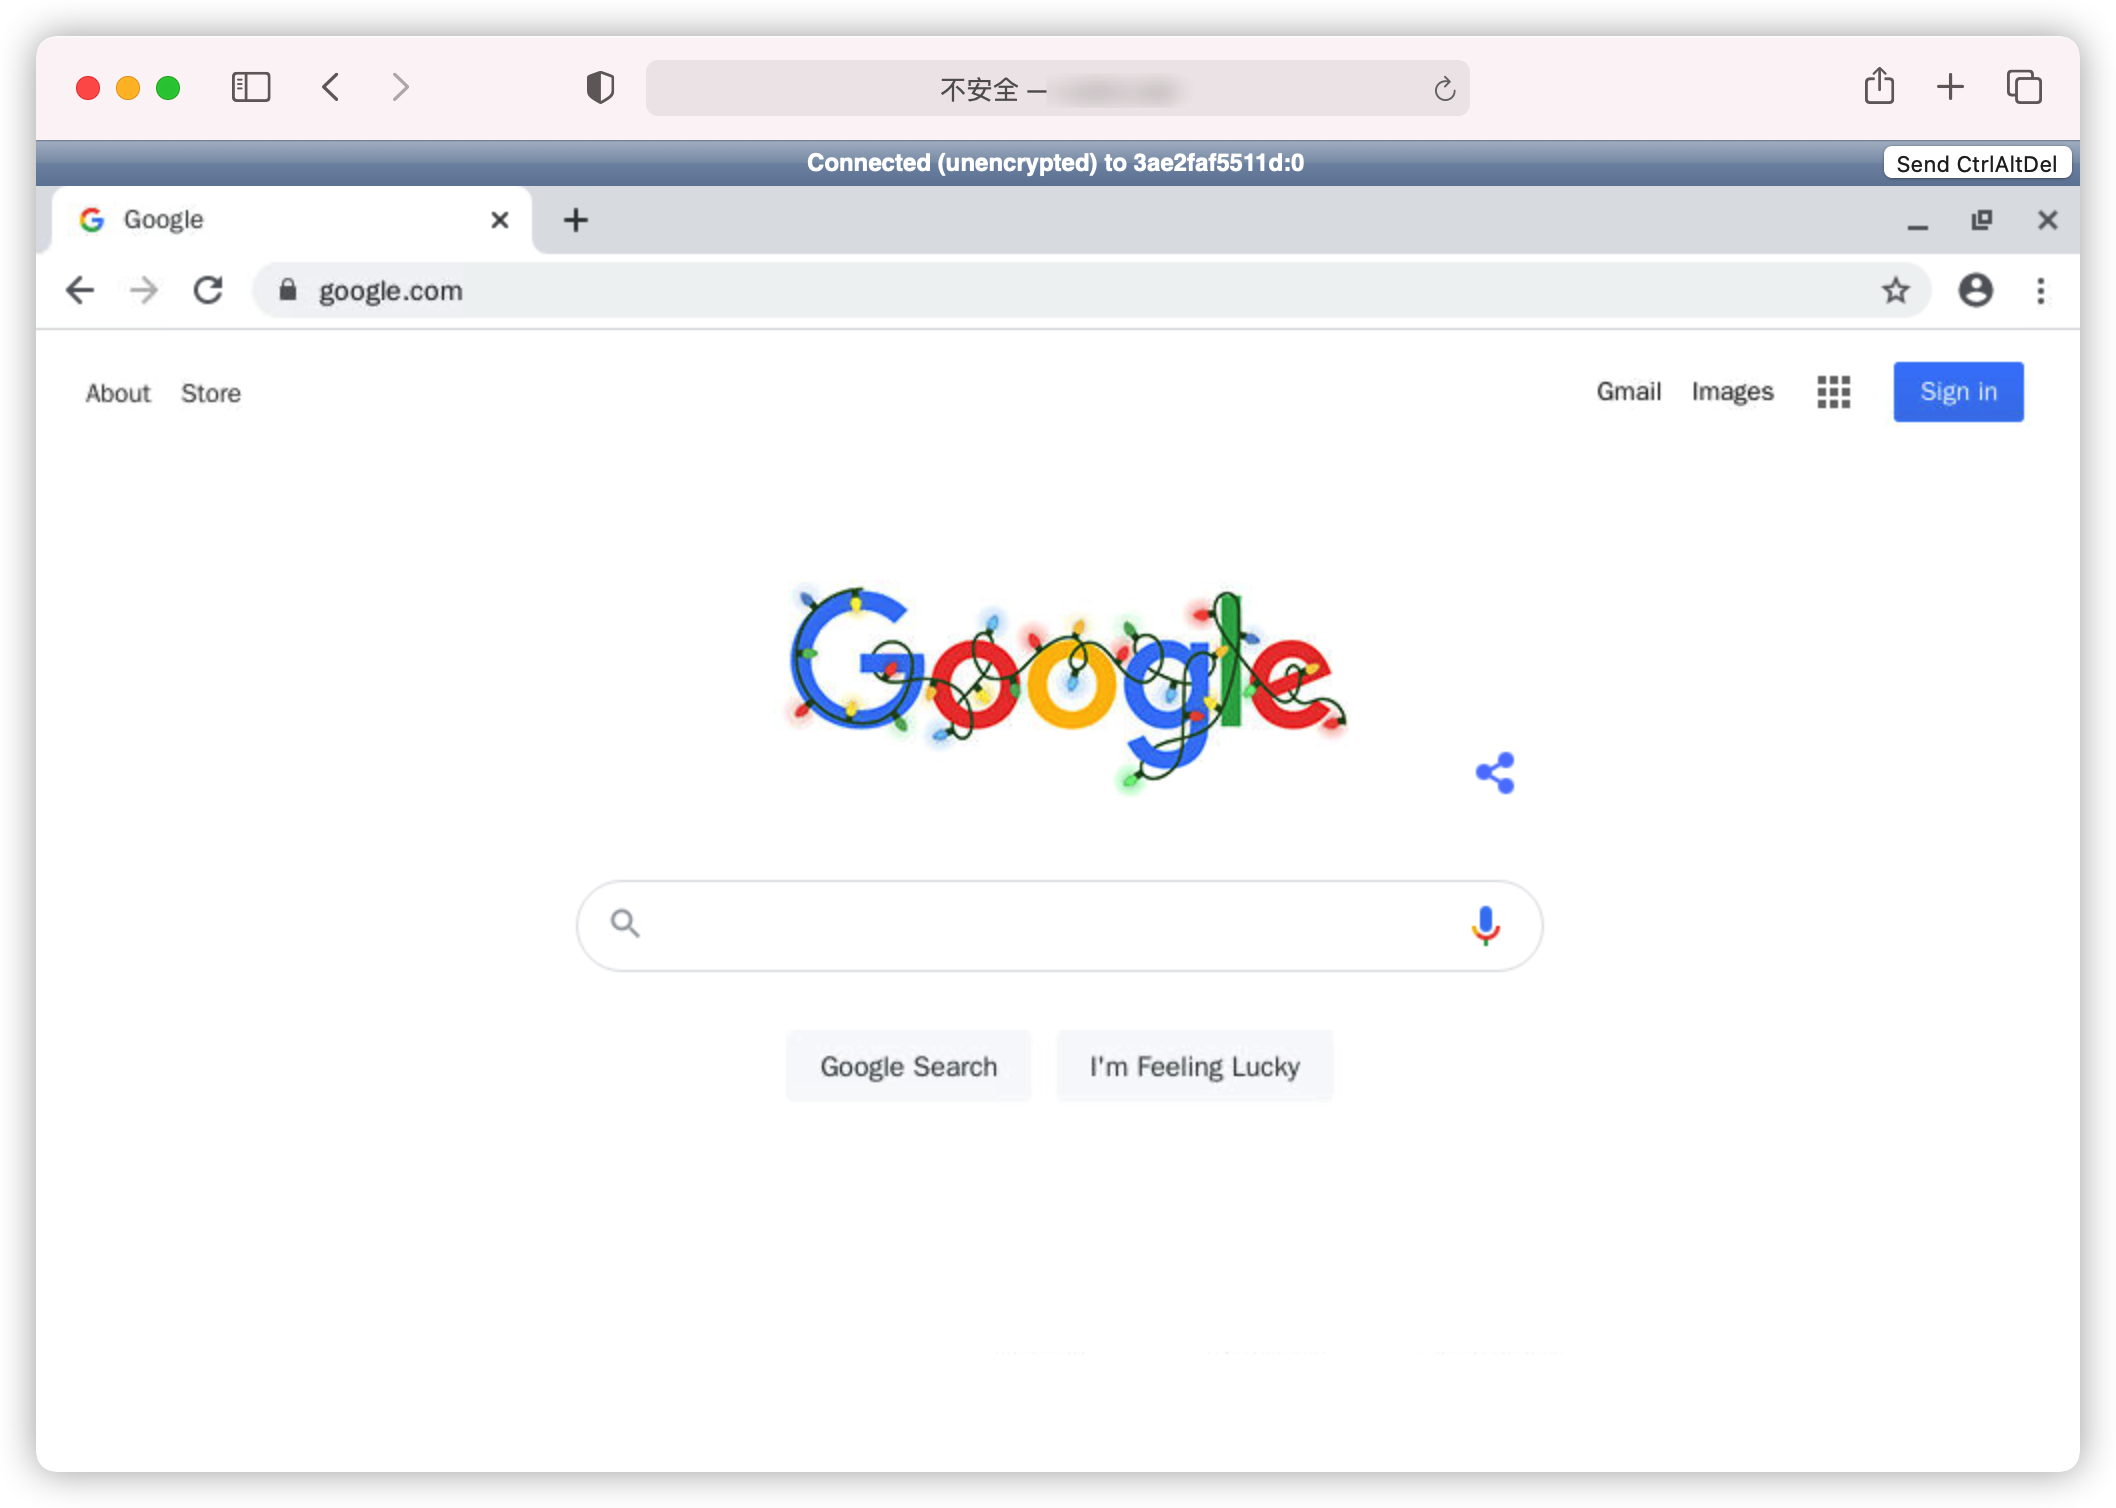 不安全 —
Connected (unencrypted) to 3ae2faf5511d:0
Send CtrlAltDel
Google
google.com
About Store
Gmail Images Sign in
Google
Google Search I'm Feeling Lucky